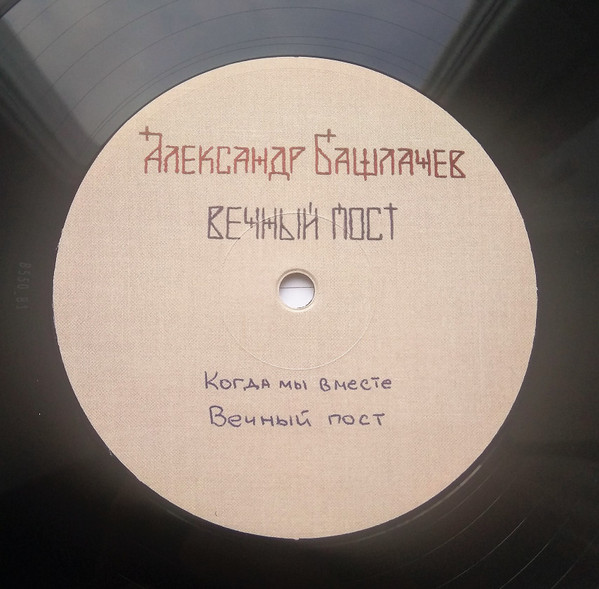 Александр Башлачев
Вечный пост
Когда мы вместе
Вечный пост